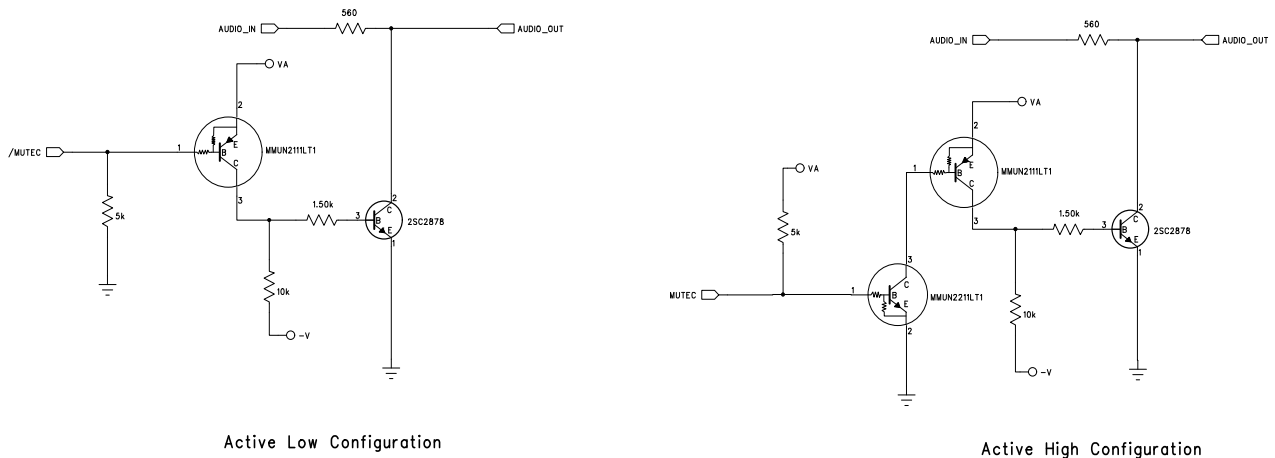 560
AUDIO_IN
AUDIO_OUT
VA
2
E
/MUTEC
1
B
MMUN2111LT1
C
3
5k
1.50k
3
2
C
B
2SC2878
E
1
10k
-V
Active Low Configuration
560
AUDIO_IN
AUDIO_OUT
VA
2
E
VA
1
B
MMUN2111LT1
C
3
5k
1.50k
3
2
C
B
2SC2878
E
1
3
C
MUTEC
1
B
MMUN2211LT1
E
2
10k
-V
Active High Configuration